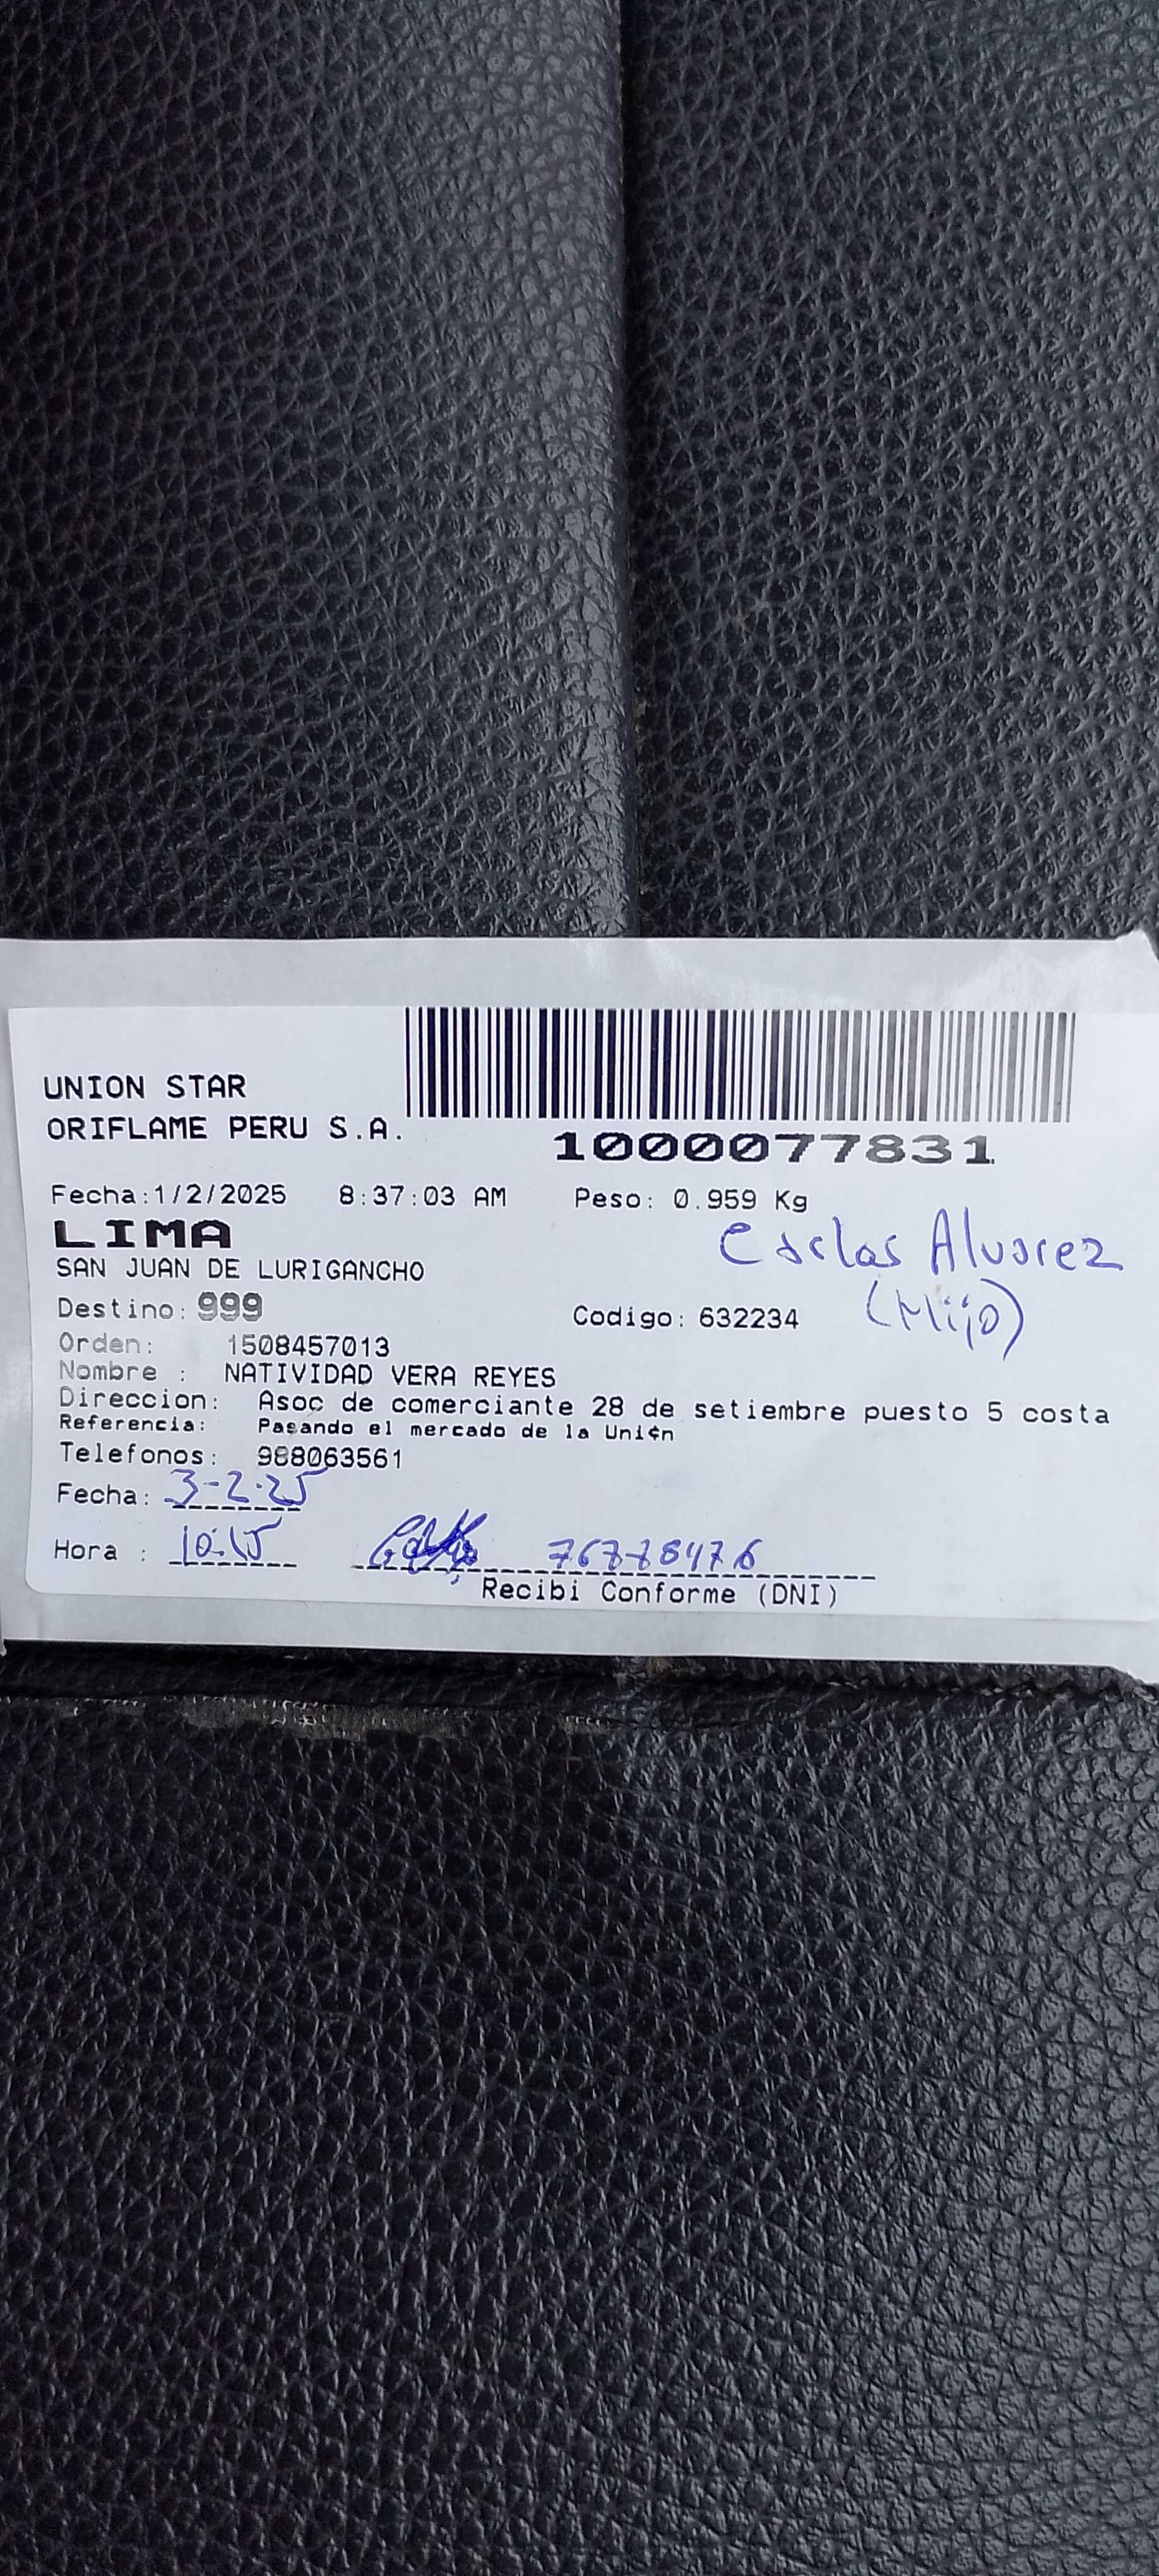 UNION STAR
ORIFLAME PERU S.A.
1000077831
Fecha:1/2/2025 8:37:03 AM Peso: 0.959 Kg
LIMA
Carlos Alvarez
SAN JUAN DE LURIGANCHO
Destino: 999 Codigo: 632234 (Hijo)
Orden: 1508457013
Nombre : NATIVIDAD VERA REYES
Direccion: Asoc de comerciante 28 de setiembre puesto 5 costa
Referencia: Pasando el mercado de la Uni¢n
Telefonos: 988063561
Fecha: 3-2-25
Hora : 10:15
Recibi Conforme (DNI)